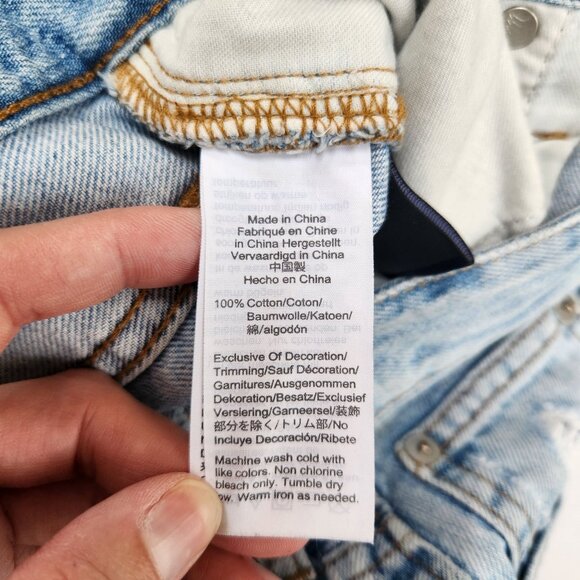 Made in China
Fabriqué en Chine
in China Hergestellt
Vervaardigd in China
中国製
Hecho en China
100% Cotton/Coton/
Baumwolle/Katoen/
綿/algodón
Exclusive Of Decoration/
Trimming/Sauf Décoration/
Garnitures/Ausgenommen
Dekoration/Besatz/Exclusief
Versiering/Garneersel/装飾
部分を除く/トリム部/No
Incluye Decoración/Ribete
Machine wash cold with
like colors. Non chlorine
bleach only. Tumble dry
Warm iron as needed.